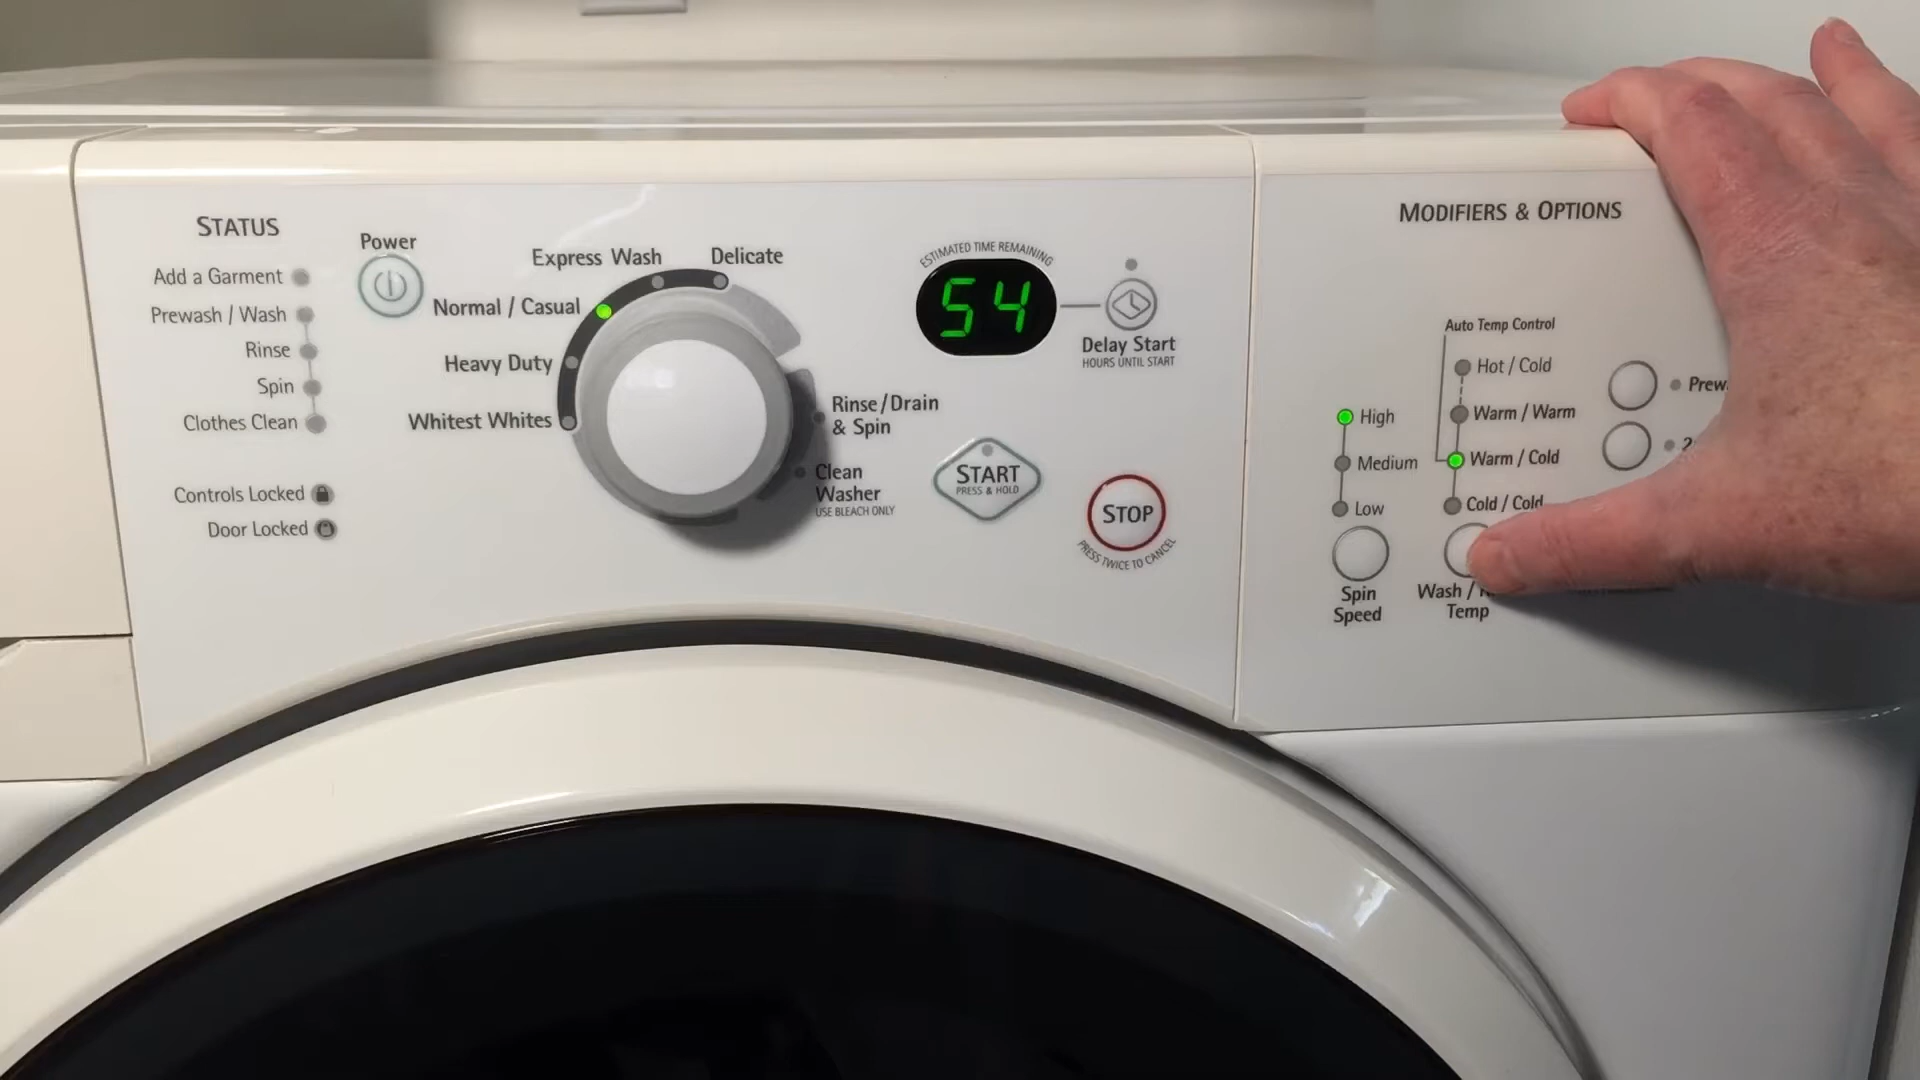 STATUS
Add a Garment
Prewash / Wash
Rinse
Spin
Clothes Clean
Controls Locked
Door Locked
Power
Express Wash
Delicate
Normal / Casual
Heavy Duty
Whitest Whites
Rinse / Drain
& Spin
Clean
Washer
USE BLEACH ONLY
ESTIMATED TIME REMAINING
54
Delay Start
HOURS UNTIL START
START
PRESS & HOLD
STOP
PRESS TWICE TO CANCEL
MODIFIERS & OPTIONS
Auto Temp Control
Hot / Cold
Warm / Warm
Warm / Cold
Cold / Cold
High
Medium
Low
Spin
Speed
Wash /
Temp
Prew
2